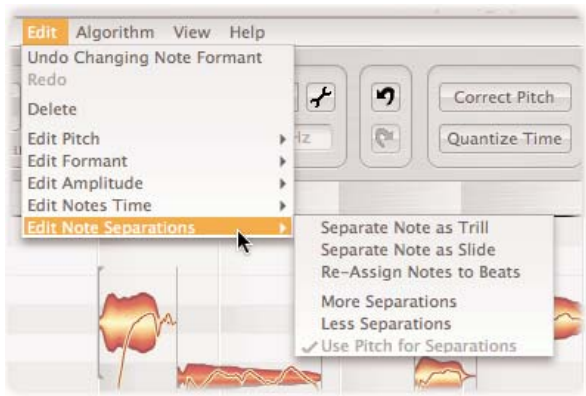 Edit Algorithm View Help
Undo Changing Note Formant
Redo
Delete
Edit Pitch
Edit Formant
Edit Amplitude
Edit Notes Time
Edit Note Separations
Hz
Correct Pitch
Quantize Time
Separate Note as Trill
Separate Note as Slide
Re-Assign Notes to Beats
More Separations
Less Separations
✓ Use Pitch for Separations